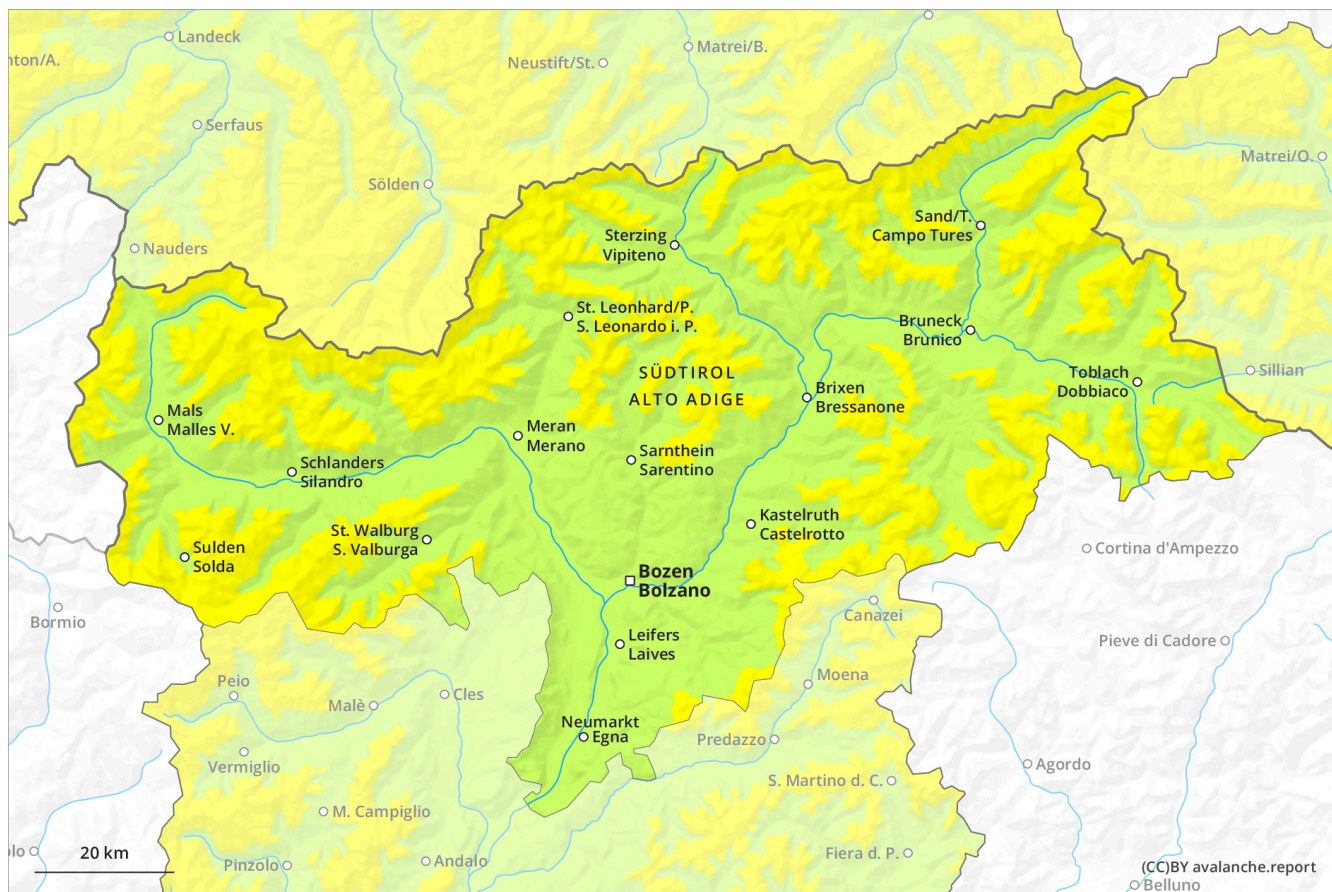 Landeck
nton/A.
Matrei/B.
Neustift/St.
Serfaus
Matrei/O.
Sölden
Sand/T.
Campo Tures
Sterzing
Vipiteno
Nauders
St. Leonhard/P.
S. Leonardo i. P.
Bruneck
Brunico
SÜDTIROL
ALTO ADIGE
Toblach
Dobbiaco
Sillian
Brixen
Bressanone
Mals
Malles V.
Meran
Merano
Sarnthein
Sarentino
Schlanders
Silandro
Kastelruth
Castelrotto
St. Walburg
S. Valburga
Sulden
Solda
Cortina d'Ampezzo
Bozen
Bolzano
Bormio
Canazei
Leifers
Laives
Pieve di Cadore
Peio
Malè
Cles
Moena
Neumarkt
Egna
Predazzo
Vermiglio
Agordo
S. Martino d. C.
M. Campiglio
olo
20 km
Pinzolo
Andalo
Fiera d. P.
(CC)BY avalanche.report
Belluno